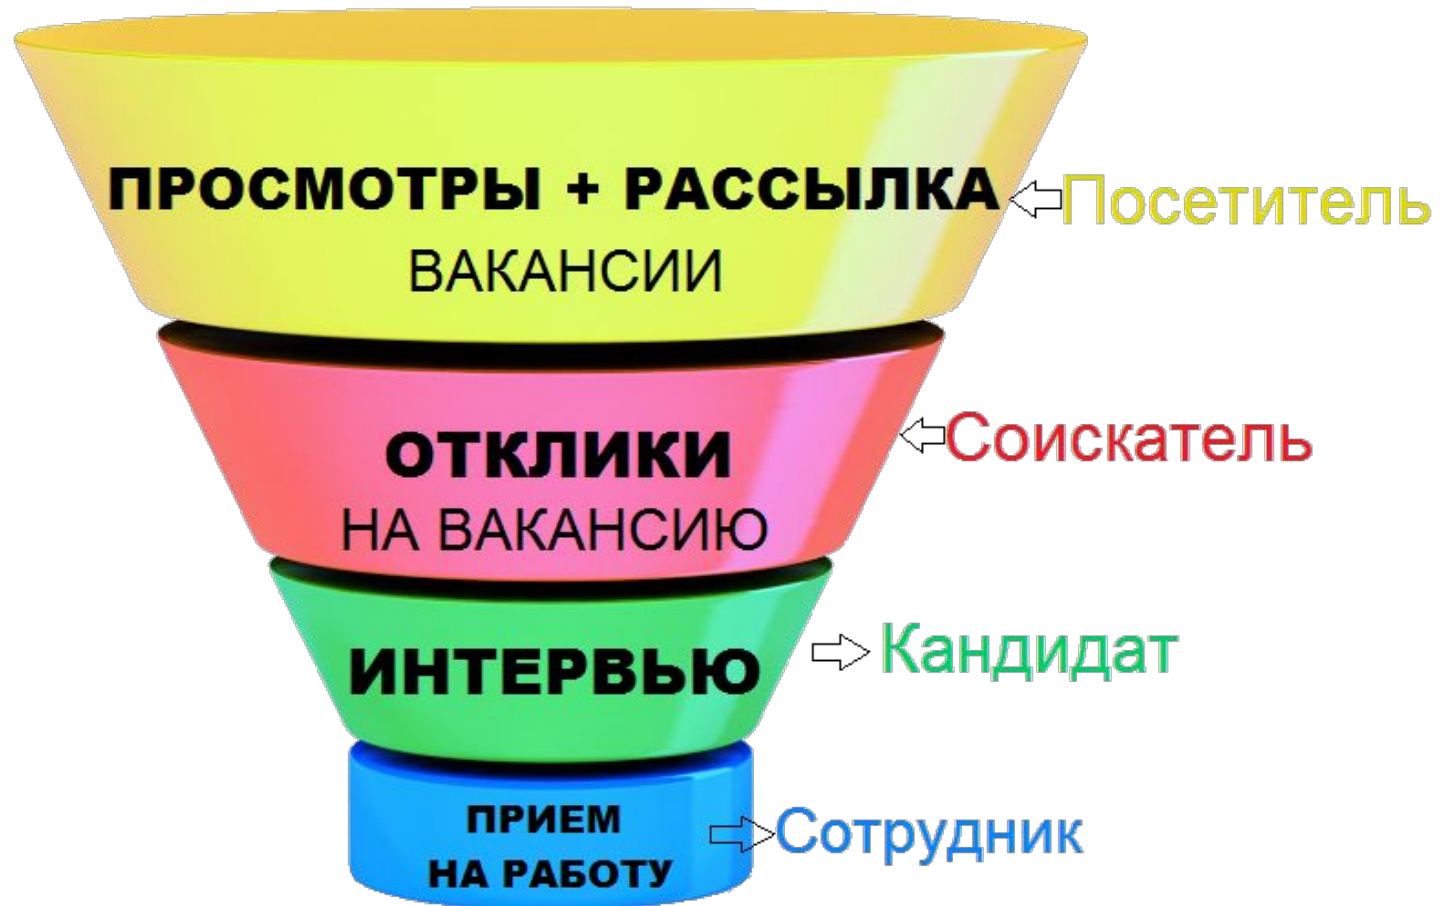 ПРОСМОТРЫ + РАССЫЛКА
ВАКАНСИИ
Посетитель
ОТКЛИКИ
НА ВАКАНСИЮ
Соискатель
ИНТЕРВЬЮ
Кандидат
ПРИЕМ
НА РАБОТУ
Сотрудник